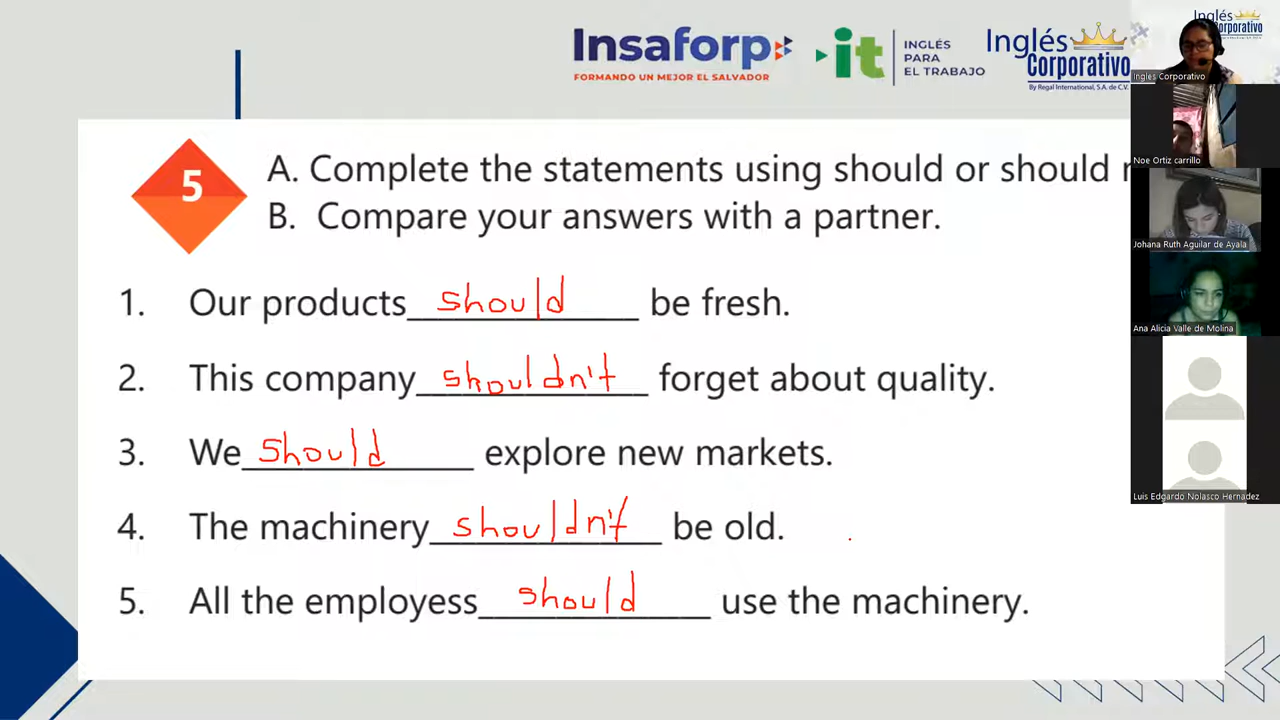 Insaforp
FORMANDO UN MEJOR EL SALVADOR
it
INGLÉS
PARA
EL TRABAJO
Inglés
Corporativo
By Regal International, S.A. de C.V.
5
A. Complete the statements using should or should
B. Compare your answers with a partner.
1. Our products should be fresh.
2. This company shouldn't forget about quality.
3. We should explore new markets.
4. The machinery shouldn't be old.
5. All the employess should use the machinery.
Inglés
Corporativo
Ingles Corporativo
Noe Ortiz carrillo
Johana Ruth Aguilar de Ayala
Ana Alicia Valle de Molina
Luis Edgardo Nolasco Hernadez